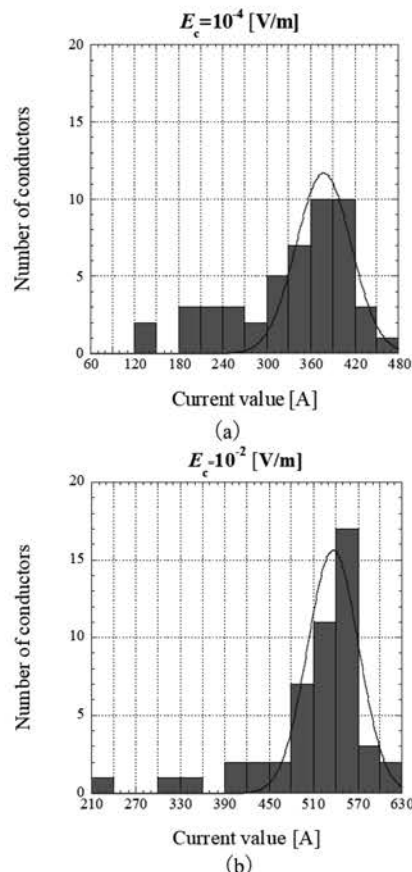 E_c=10^-4 [V/m]
20
15
10
5
0
Number of conductors
60 120 180 240 300 360 420 480
Current value [A]
(a)
E_c=10^-2 [V/m]
20
15
10
5
0
Number of conductors
210 270 330 390 450 510 570 630
Current value [A]
(b)